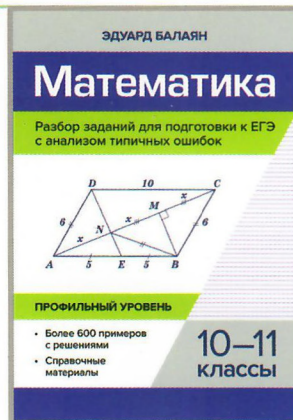 ЭДУАРД БАЛАЯН
Математика
Разбор заданий для подготовки к ЕГЭ
с анализом типичных ошибок
D 10 C
M x
6 N x 6
x
A 5 E 5 B
ПРОФИЛЬНЫЙ УРОВЕНЬ
• Более 600 примеров
с решениями
• Справочные
материалы
10–11
классы